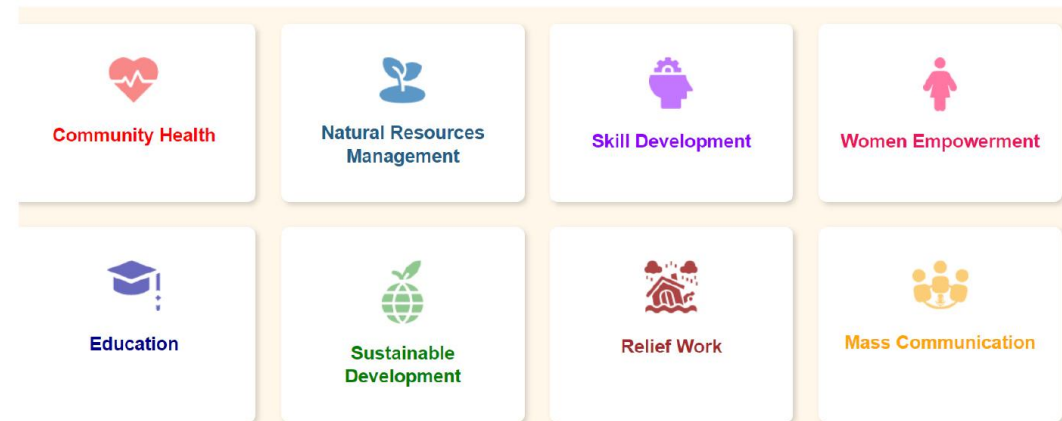 Community Health
Natural Resources
Management
Skill Development
Women Empowerment
Education
Sustainable
Development
Relief Work
Mass Communication